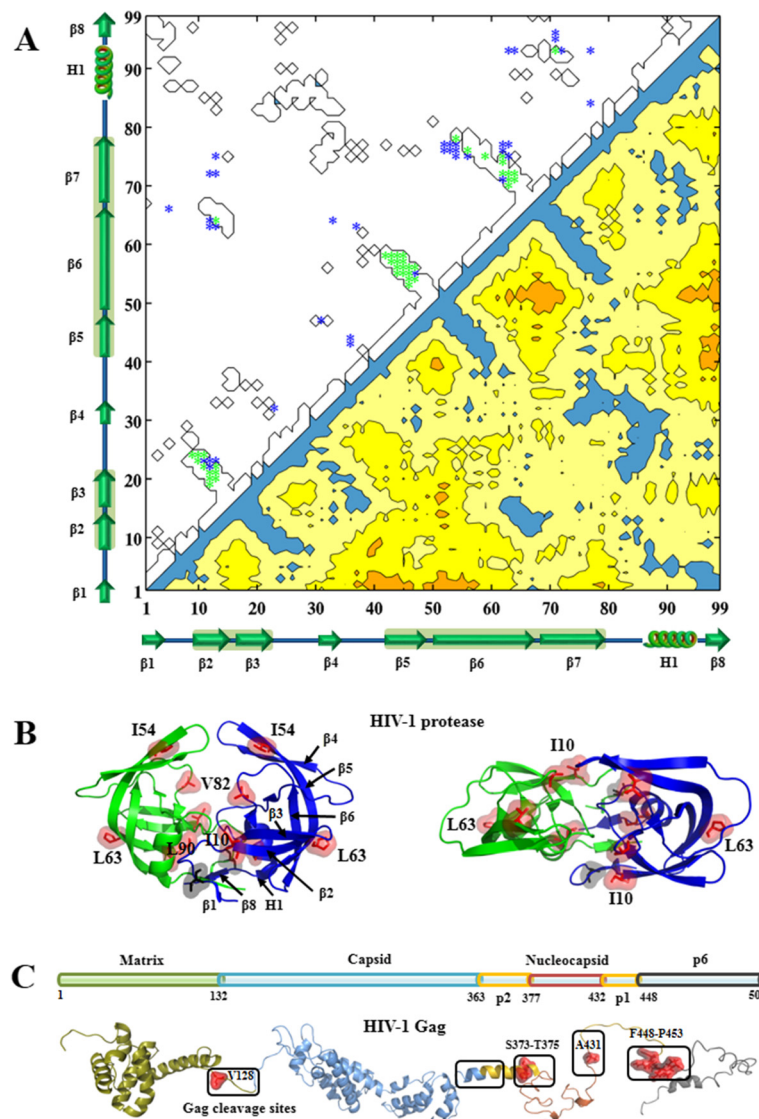 A
β8
H1
β7
β6
β5
β4
β3
β2
β1
99
90
80
70
60
50
40
30
20
10
1
1 10 20 30 40 50 60 70 80 90 99
β1 β2 β3 β4 β5 β6 β7 H1 β8
B
HIV-1 protease
I54 I54 β4
I10
V82 β5
β3 β6
L63
L90 I10
L63
L63 L63
β1 β8 H1 β2
I10
C
Matrix Capsid Nucleocapsid p6
1 132 363 p2 377 432 p1 448 50
HIV-1 Gag
S373-T375 A431 F448-P453
V128
Gag cleavage sites